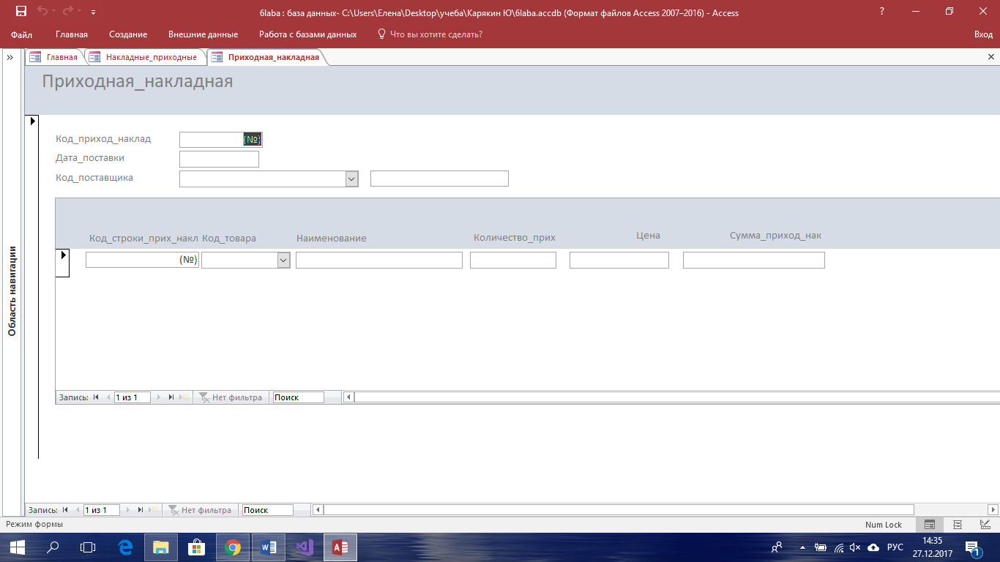 6laba : база данных- C:\Users\Елена\Desktop\учеба\Карякин Ю\6laba.accdb (Формат файлов Access 2007–2016) - Access
?
Файл Главная Создание Внешние данные Работа с базами данных Что вы хотите сделать? Вход
Главная Накладные_приходные Приходная_накладная
Приходная_накладная
Область навигации
Код_приход_наклад (№)
Дата_поставки
Код_поставщика
Код_строки_прих_накл Код_товара Наименование Количество_прих Цена Сумма_приход_нак
(№)
Запись: 1 из 1 Нет фильтра Поиск
Запись: 1 из 1 Нет фильтра Поиск
Режим формы Num Lock
РУС 14:35
27.12.2017 1